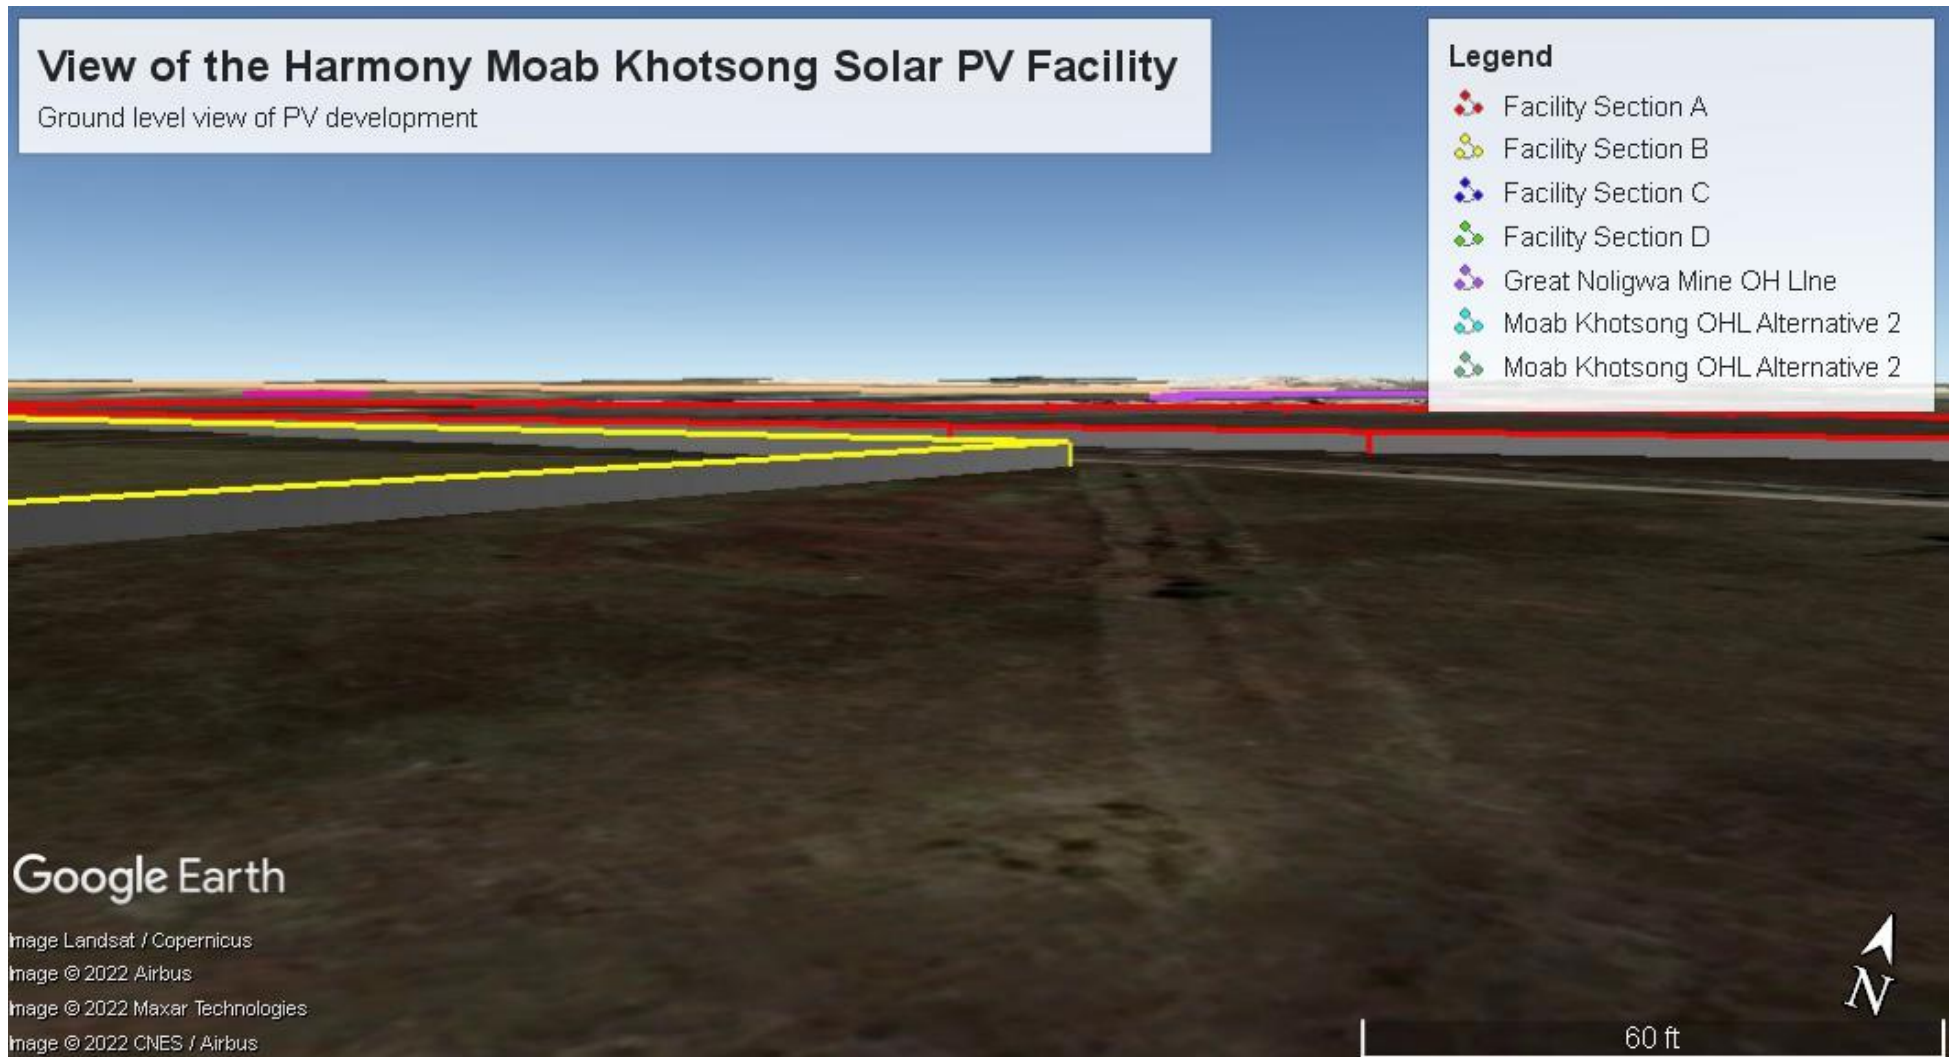 View of the Harmony Moab Khotsong Solar PV Facility
Ground level view of PV development
Legend
Facility Section A
Facility Section B
Facility Section C
Facility Section D
Great Noligwa Mine OH LIne
Moab Khotsong OHL Alternative 2
Moab Khotsong OHL Alternative 2
Google Earth
Image Landsat / Copernicus
Image © 2022 Airbus
Image © 2022 Maxar Technologies
Image © 2022 CNES / Airbus
N
60 ft